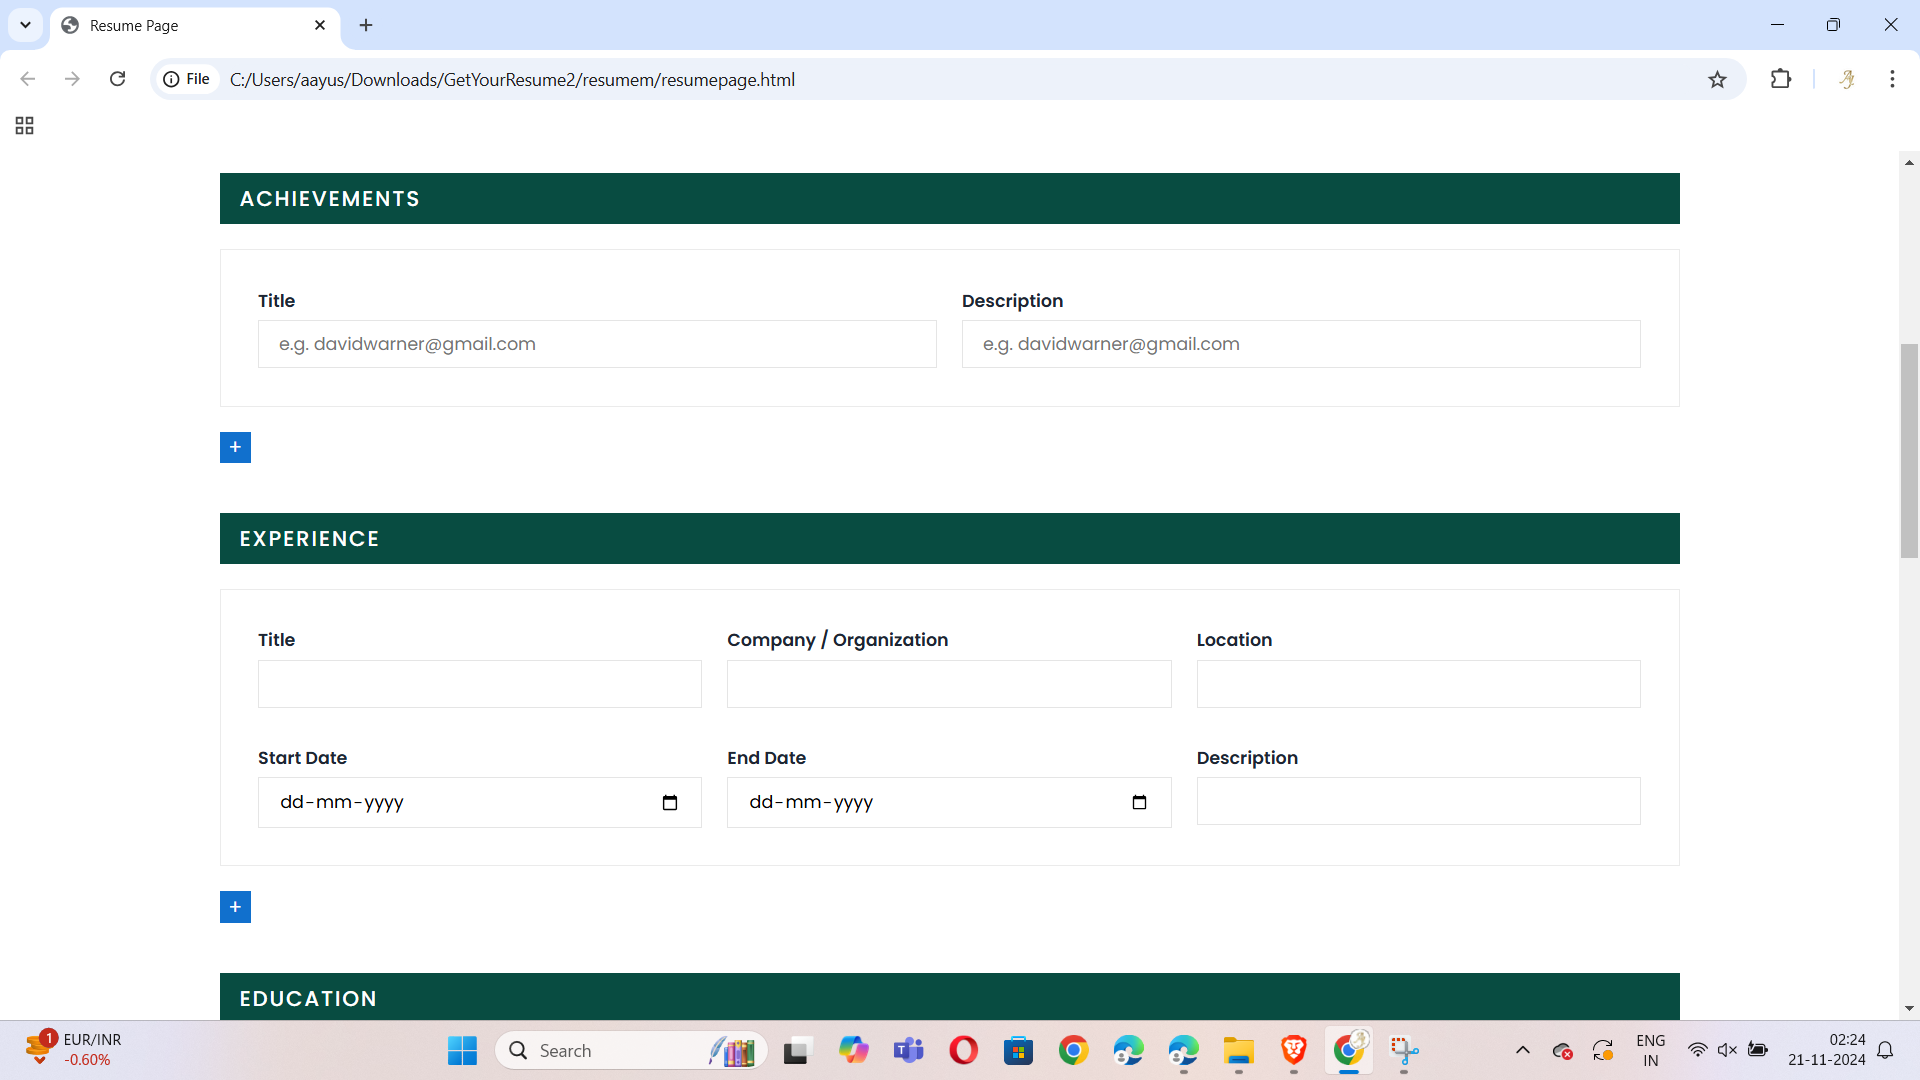 Resume Page
File C:/Users/aayus/Downloads/GetYourResume2/resumem/resumepage.html
ACHIEVEMENTS
Title Description
e.g. davidwarner@gmail.com e.g. davidwarner@gmail.com
+
EXPERIENCE
Title Company / Organization Location
Start Date End Date Description
dd-mm-yyyy dd-mm-yyyy
+
EDUCATION
1 EUR/INR
-0.60%
Search
ENG
IN
02:24
21-11-2024